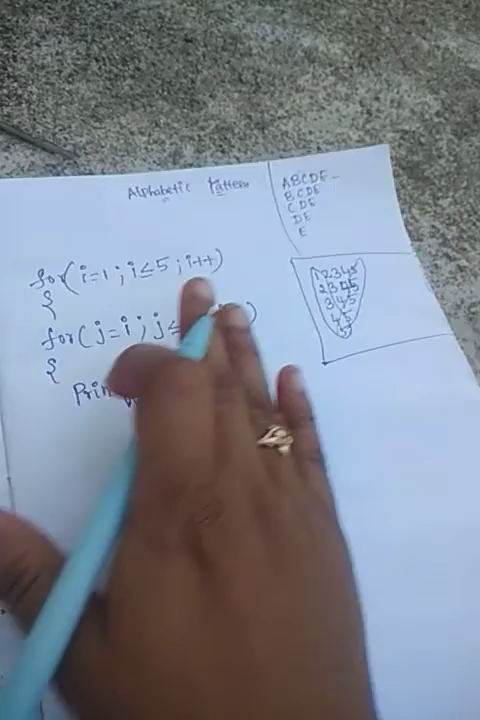 Alphabetic Pattern
for(i=1; i≤5; i++)
{
for(j=i; j≤
{
ABCDE
BCDE
CDE
DE
E
12345
2345
345
45
5